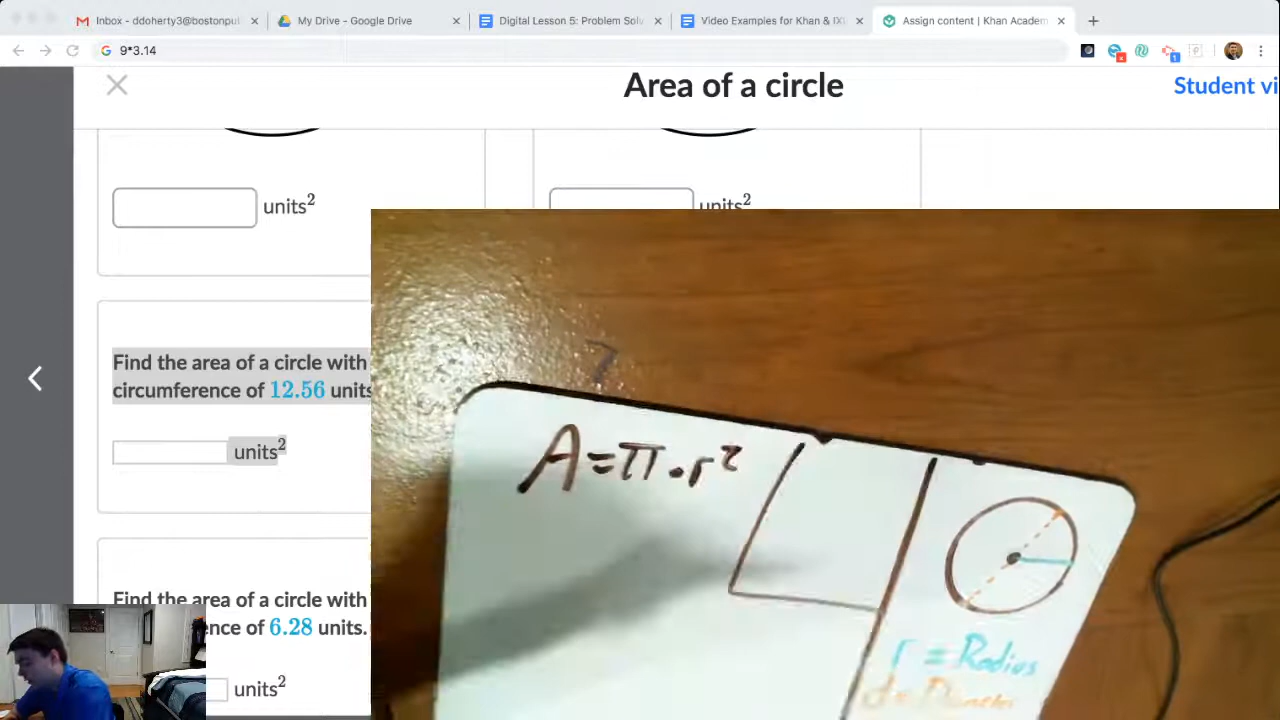 Inbox - ddoherty3@bostonpu
My Drive - Google Drive
Digital Lesson 5: Problem Solv
Video Examples for Khan & IXL
Assign content | Khan Academ
9*3.14
Area of a circle
Student vi
units²
units²
Find the area of a circle with
circumference of 12.56 units
units²
Find the area of a circle with
ence of 6.28 units.
units²
A=π·r²
r = Radius